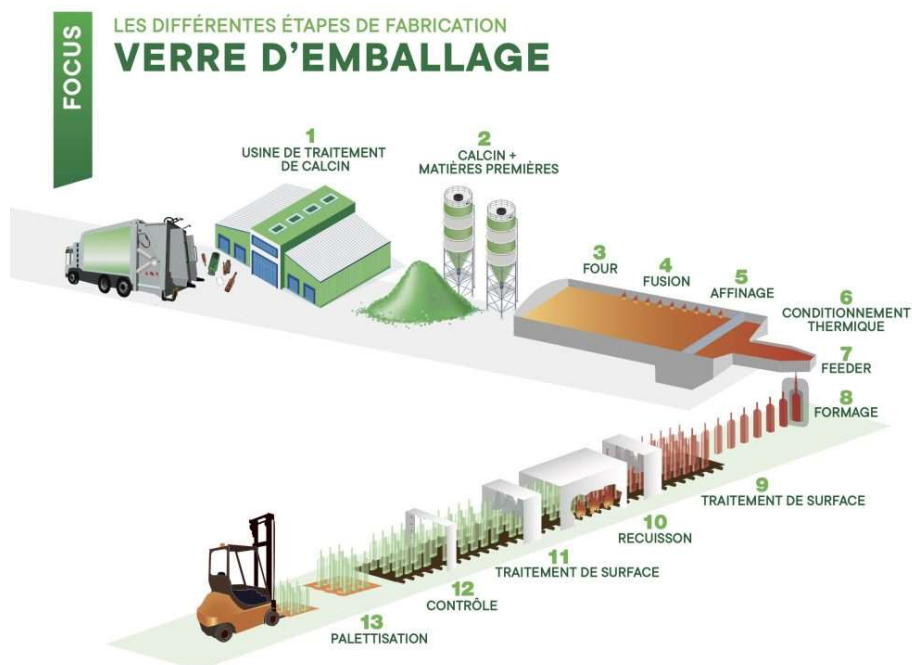 FOCUS
LES DIFFÉRENTES ÉTAPES DE FABRICATION
VERRE D'EMBALLAGE
1
USINE DE TRAITEMENT
DE CALCIN
2
CALCIN +
MATIÈRES PREMIÈRES
3
FOUR
4
FUSION
5
AFFINAGE
6
CONDITIONNEMENT
THERMIQUE
7
FEEDER
8
FORMAGE
9
TRAITEMENT DE SURFACE
10
RECUISSON
11
TRAITEMENT DE SURFACE
12
CONTRÔLE
13
PALETTISATION